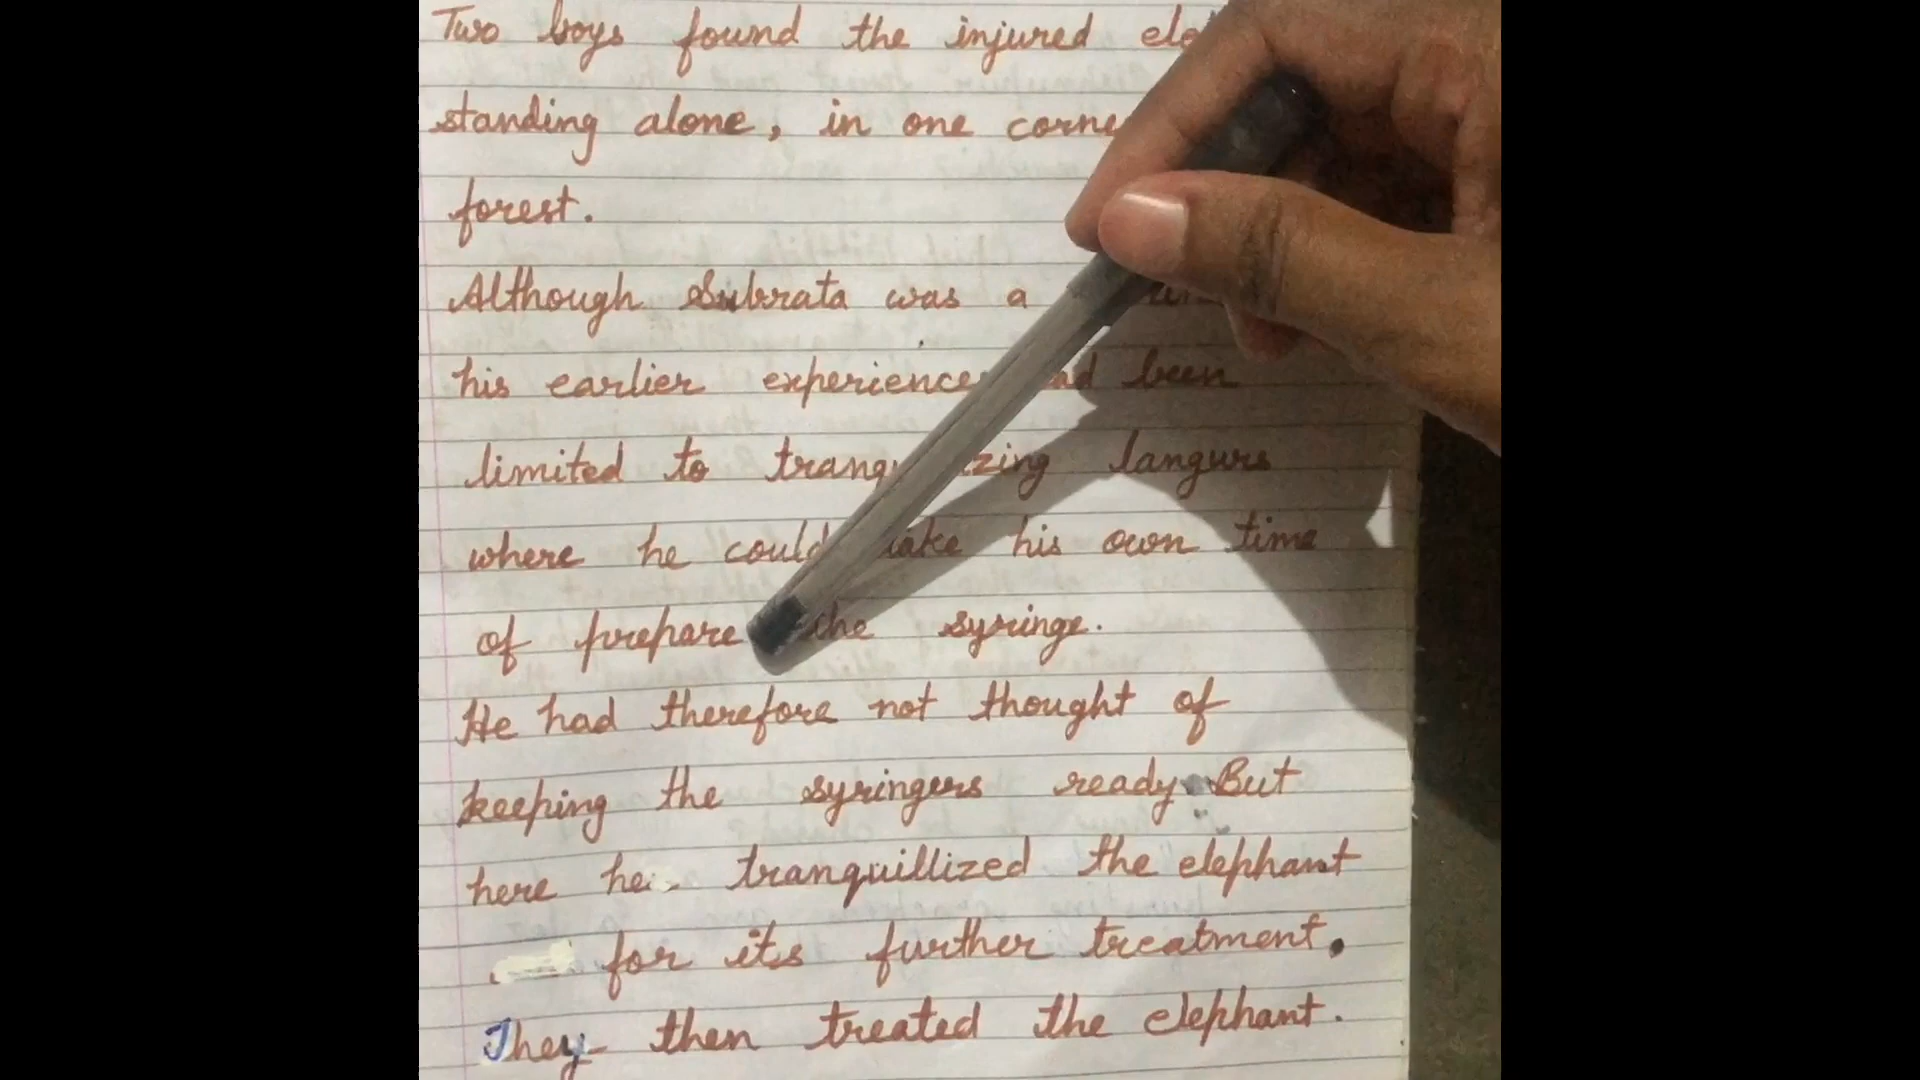 Two boys found the injured
standing alone, in one
forest.
Although Subrata was a
his earlier experience been
limited to langurs
where he could his own time
of prepare the syringe.
He had therefore not thought of
keeping the syringers ready But
here he tranquillized the elephant
for its further treatment.
They then treated the elephant.